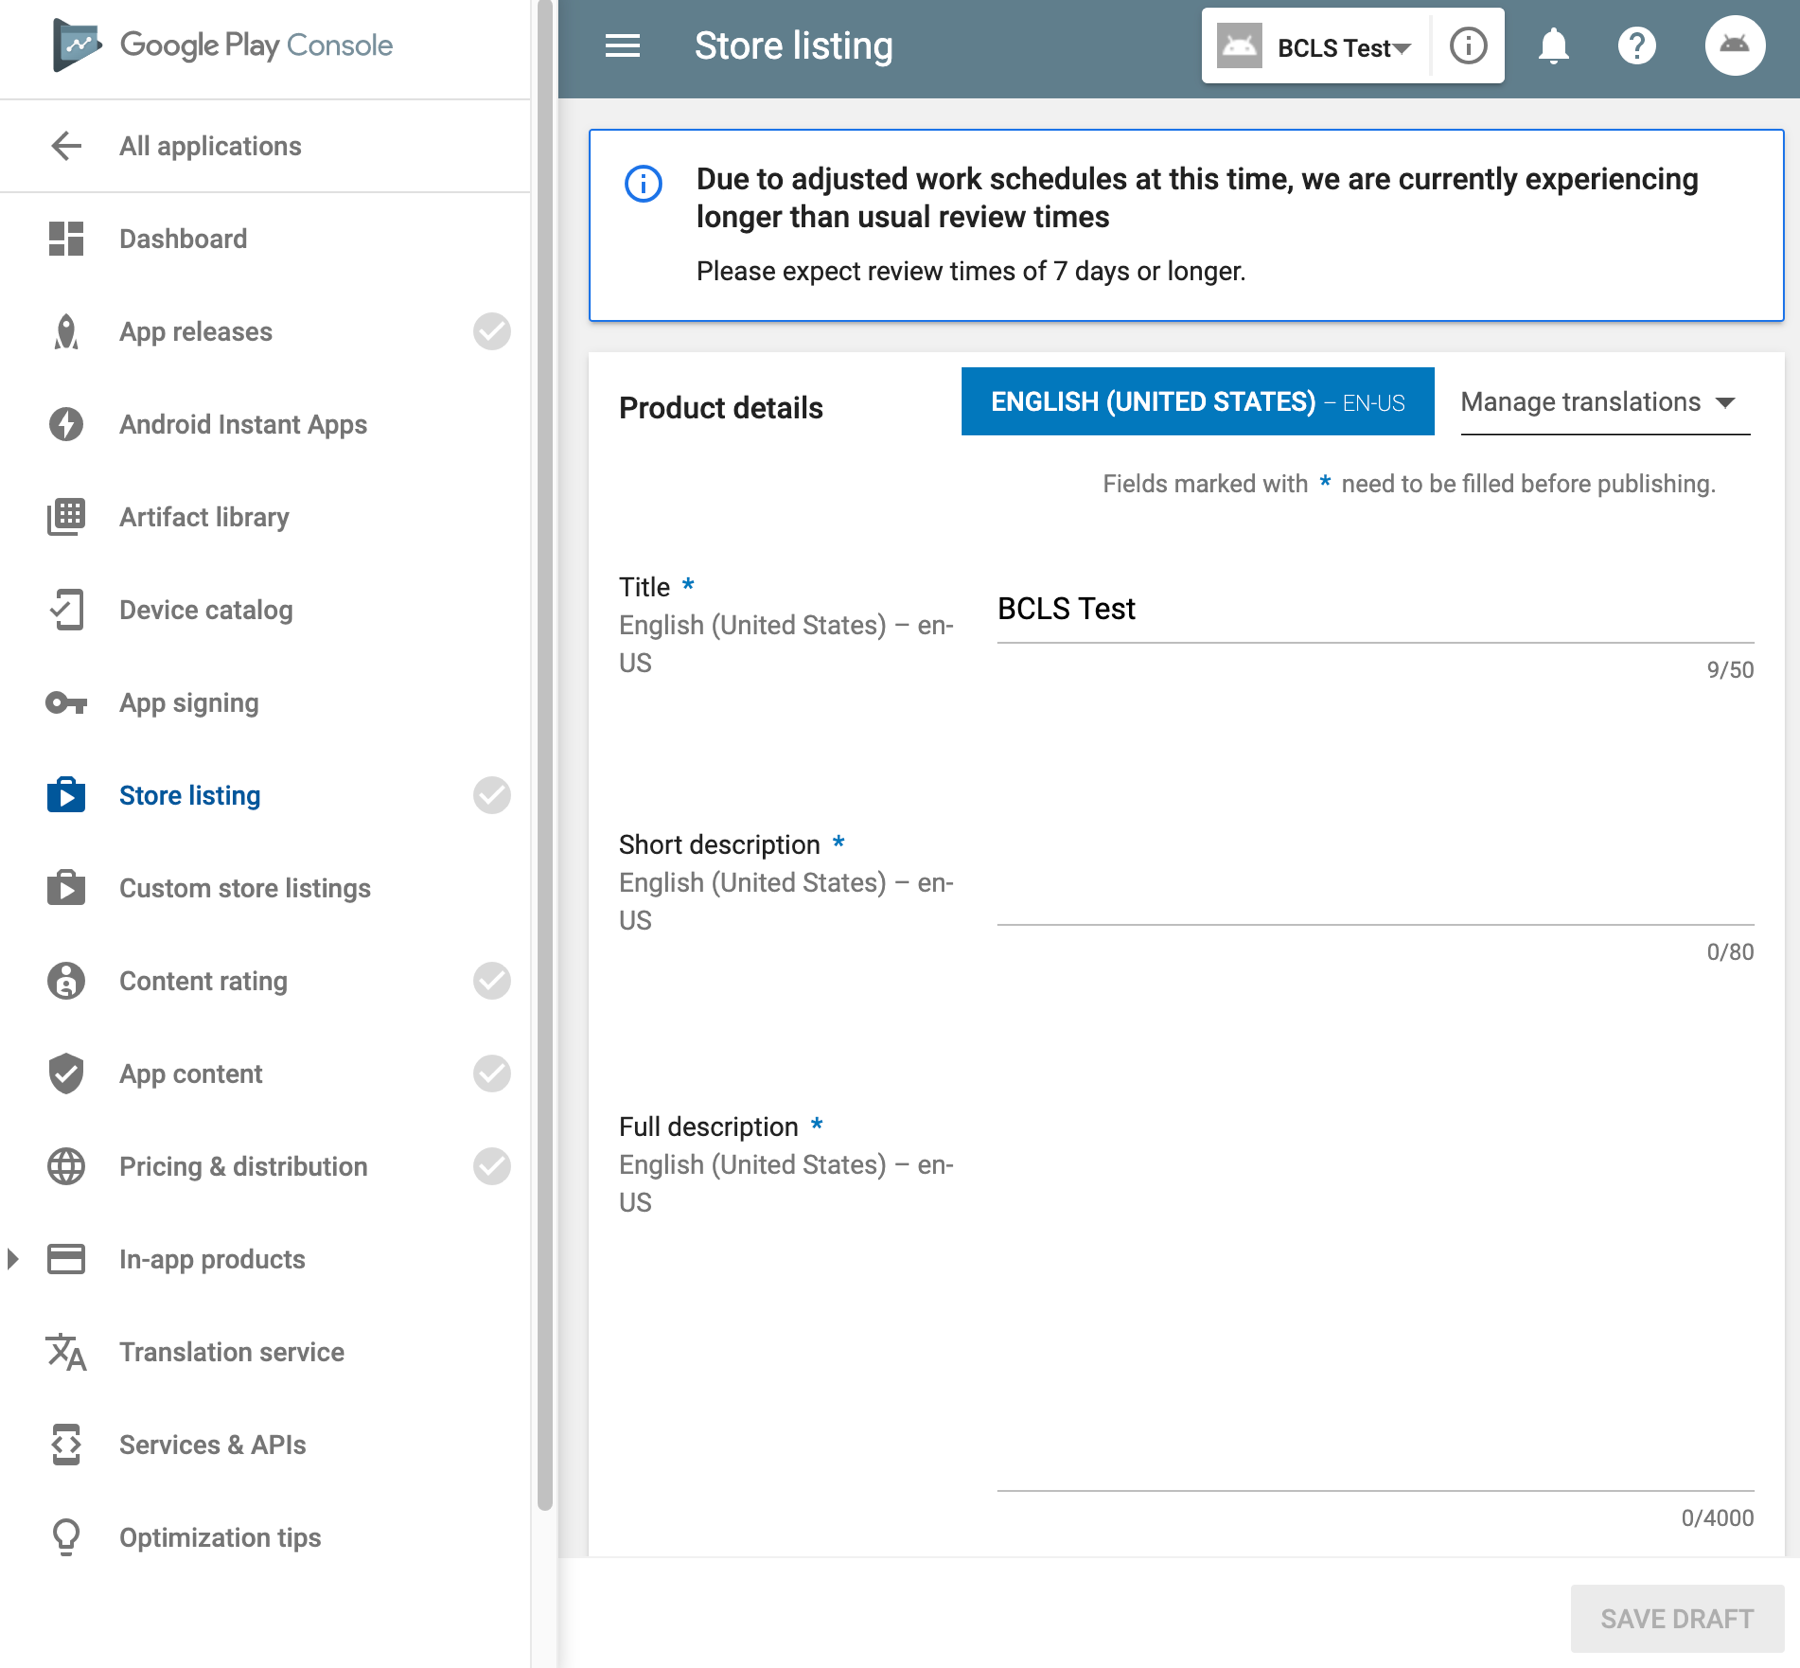 Google Play Console
All applications
Dashboard
App releases
Android Instant Apps
Artifact library
Device catalog
App signing
Store listing
Custom store listings
Content rating
App content
Pricing & distribution
In-app products
Translation service
Services & APIs
Optimization tips
Store listing
BCLS Test
Due to adjusted work schedules at this time, we are currently experiencing
longer than usual review times
Please expect review times of 7 days or longer.
Product details
ENGLISH (UNITED STATES) – EN-US
Manage translations
Fields marked with * need to be filled before publishing.
Title *
English (United States) – en-
US
BCLS Test
9/50
Short description *
English (United States) – en-
US
0/80
Full description *
English (United States) – en-
US
0/4000
SAVE DRAFT